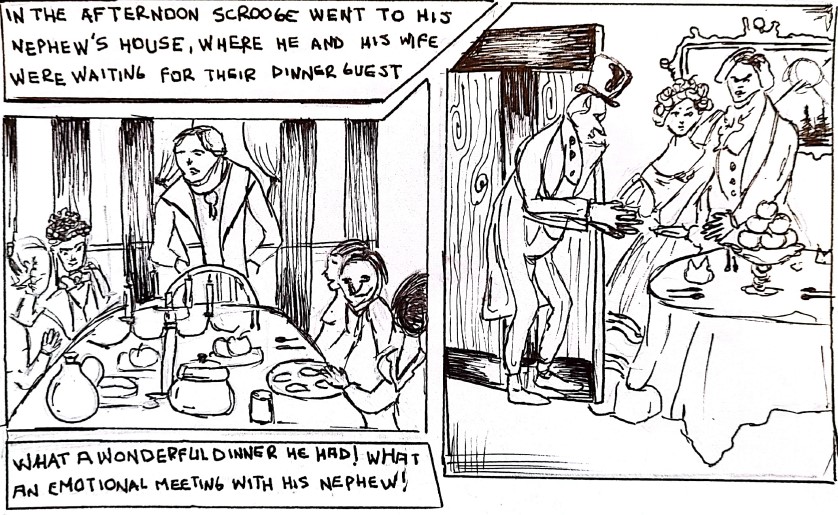 IN THE AFTERNOON SCROOGE WENT TO HIS
NEPHEW'S HOUSE, WHERE HE AND HIS WIFE
WERE WAITING FOR THEIR DINNER GUEST
WHAT A WONDERFUL DINNER HE HAD! WHAT
AN EMOTIONAL MEETING WITH HIS NEPHEW!